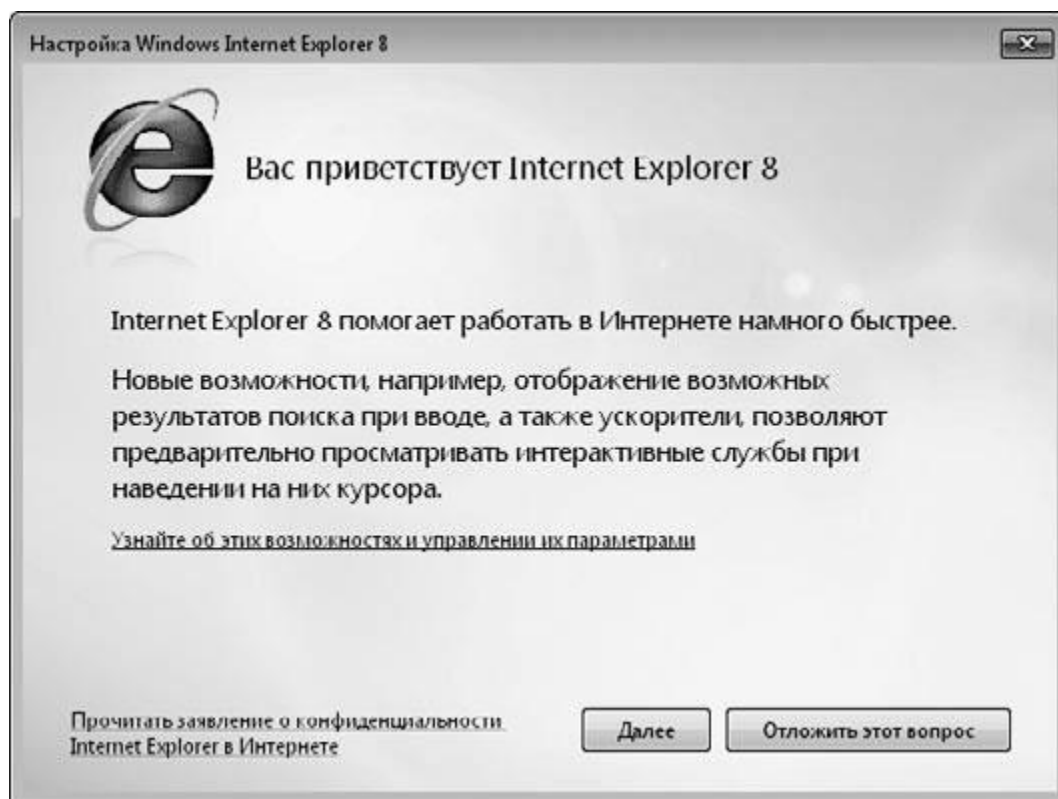 Настройка Windows Internet Explorer 8
Вас приветствует Internet Explorer 8
Internet Explorer 8 помогает работать в Интернете намного быстрее.
Новые возможности, например, отображение возможных
результатов поиска при вводе, а также ускорители, позволяют
предварительно просматривать интерактивные службы при
наведении на них курсора.
Узнайте об этих возможностях и управлении их параметрами
Прочитать заявление о конфиденциальности
Internet Explorer в Интернете
Далее
Отложить этот вопрос